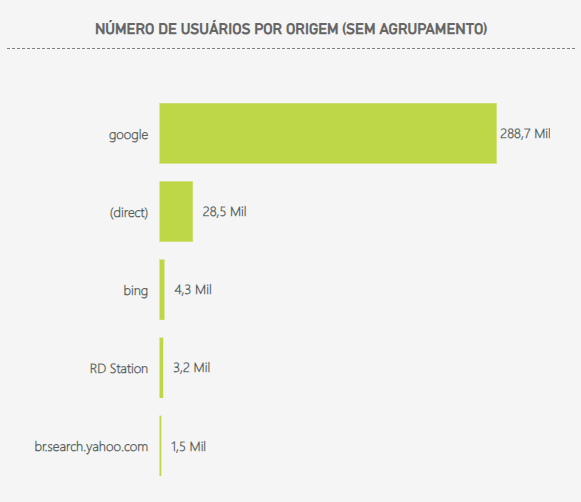 NÚMERO DE USUÁRIOS POR ORIGEM (SEM AGRUPAMENTO)
google 288,7 Mil
(direct) 28,5 Mil
bing 4,3 Mil
RD Station 3,2 Mil
br.search.yahoo.com 1,5 Mil